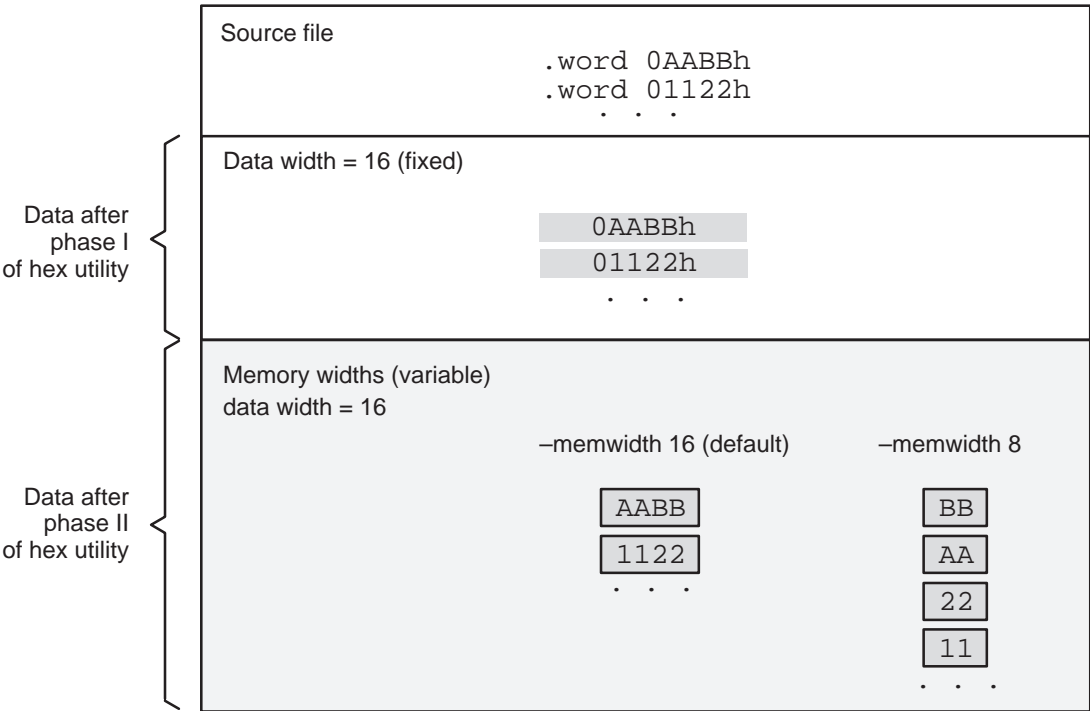 Source file
.word 0AABBh
.word 01122h
. . .
Data width = 16 (fixed)
Data after
phase I
of hex utility
0AABBh
01122h
. . .
Memory widths (variable)
data width = 16
–memwidth 16 (default) –memwidth 8
Data after
phase II
of hex utility
AABB BB
1122 AA
. . .
22
11
. . .